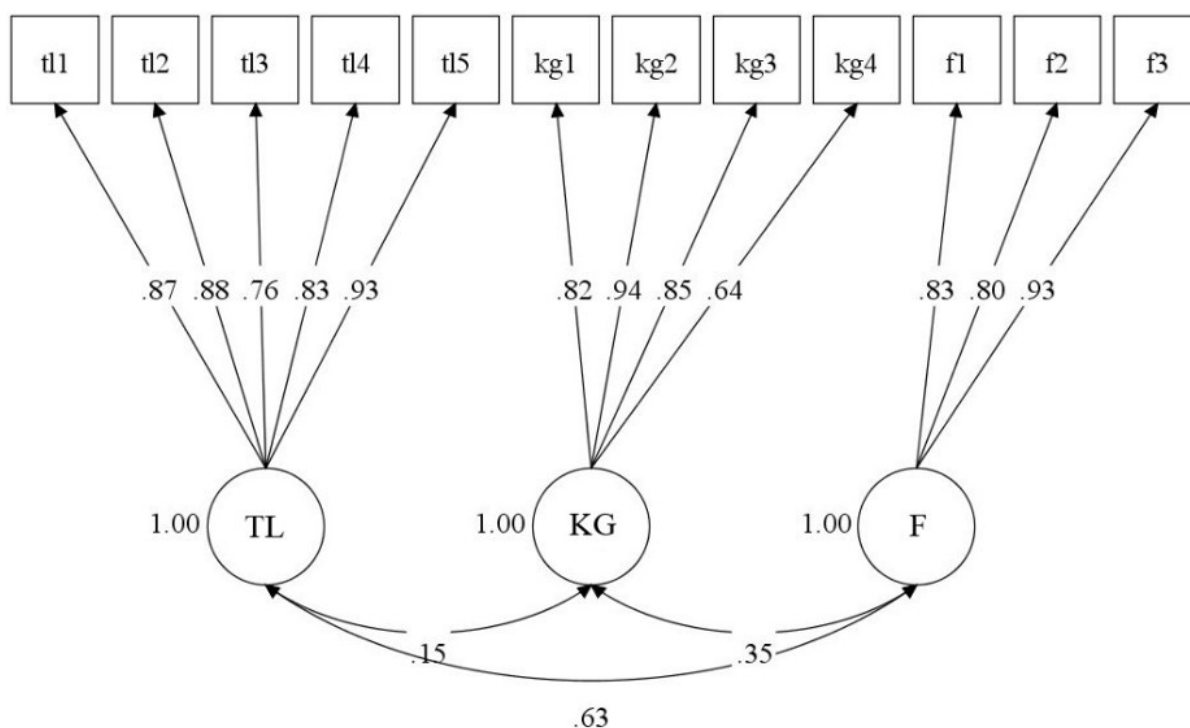 tl1 tl2 tl3 tl4 tl5 kg1 kg2 kg3 kg4 f1 f2 f3
.87 .88 .76 .83 .93 .82 .94 .85 .64 .83 .80 .93
1.00 TL 1.00 KG 1.00 F
.15 .35
.63